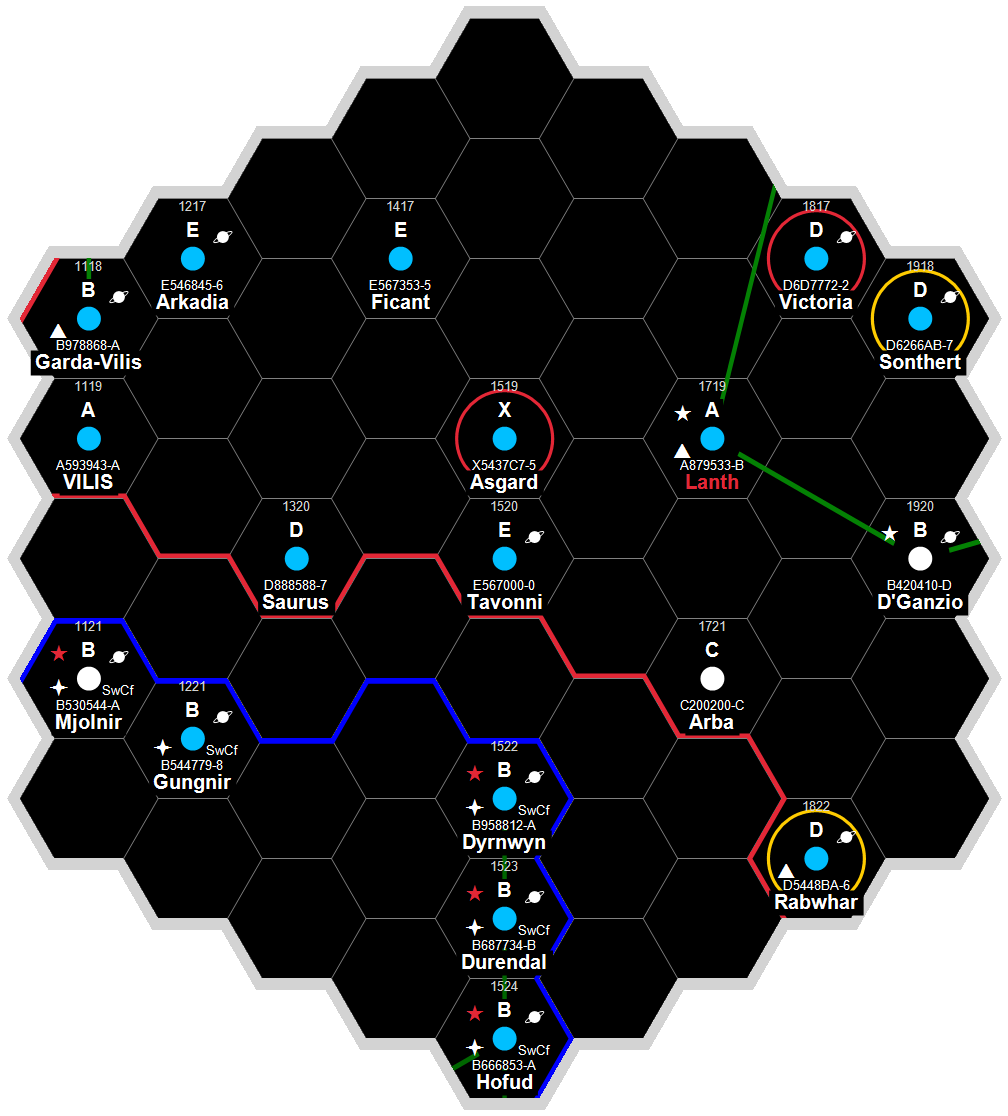 1217
E
E546845-6
Arkadia
1417
E
E567353-5
Ficant
1817
D
D6D7772-2
Victoria
1118
B
B978868-A
Garda-Vilis
1918
D
D6266AB-7
Sonthert
1119
A
A593943-A
VILIS
1519
X
X5437C7-5
Asgard
1719
A
A879533-B
Lanth
1320
D
D888588-7
Saurus
1520
E
E567000-0
Tavonni
1920
B
B420410-D
D'Ganzio
1121
B
SwCf
B530544-A
Mjolnir
1721
C
C200200-C
Arba
1221
B
SwCf
B544779-8
Gungnir
1522
B
SwCf
B958812-A
Dyrnwyn
1822
D
D5448BA-6
Rabwhar
1523
B
SwCf
B687734-B
Durendal
1524
B
SwCf
B666853-A
Hofud